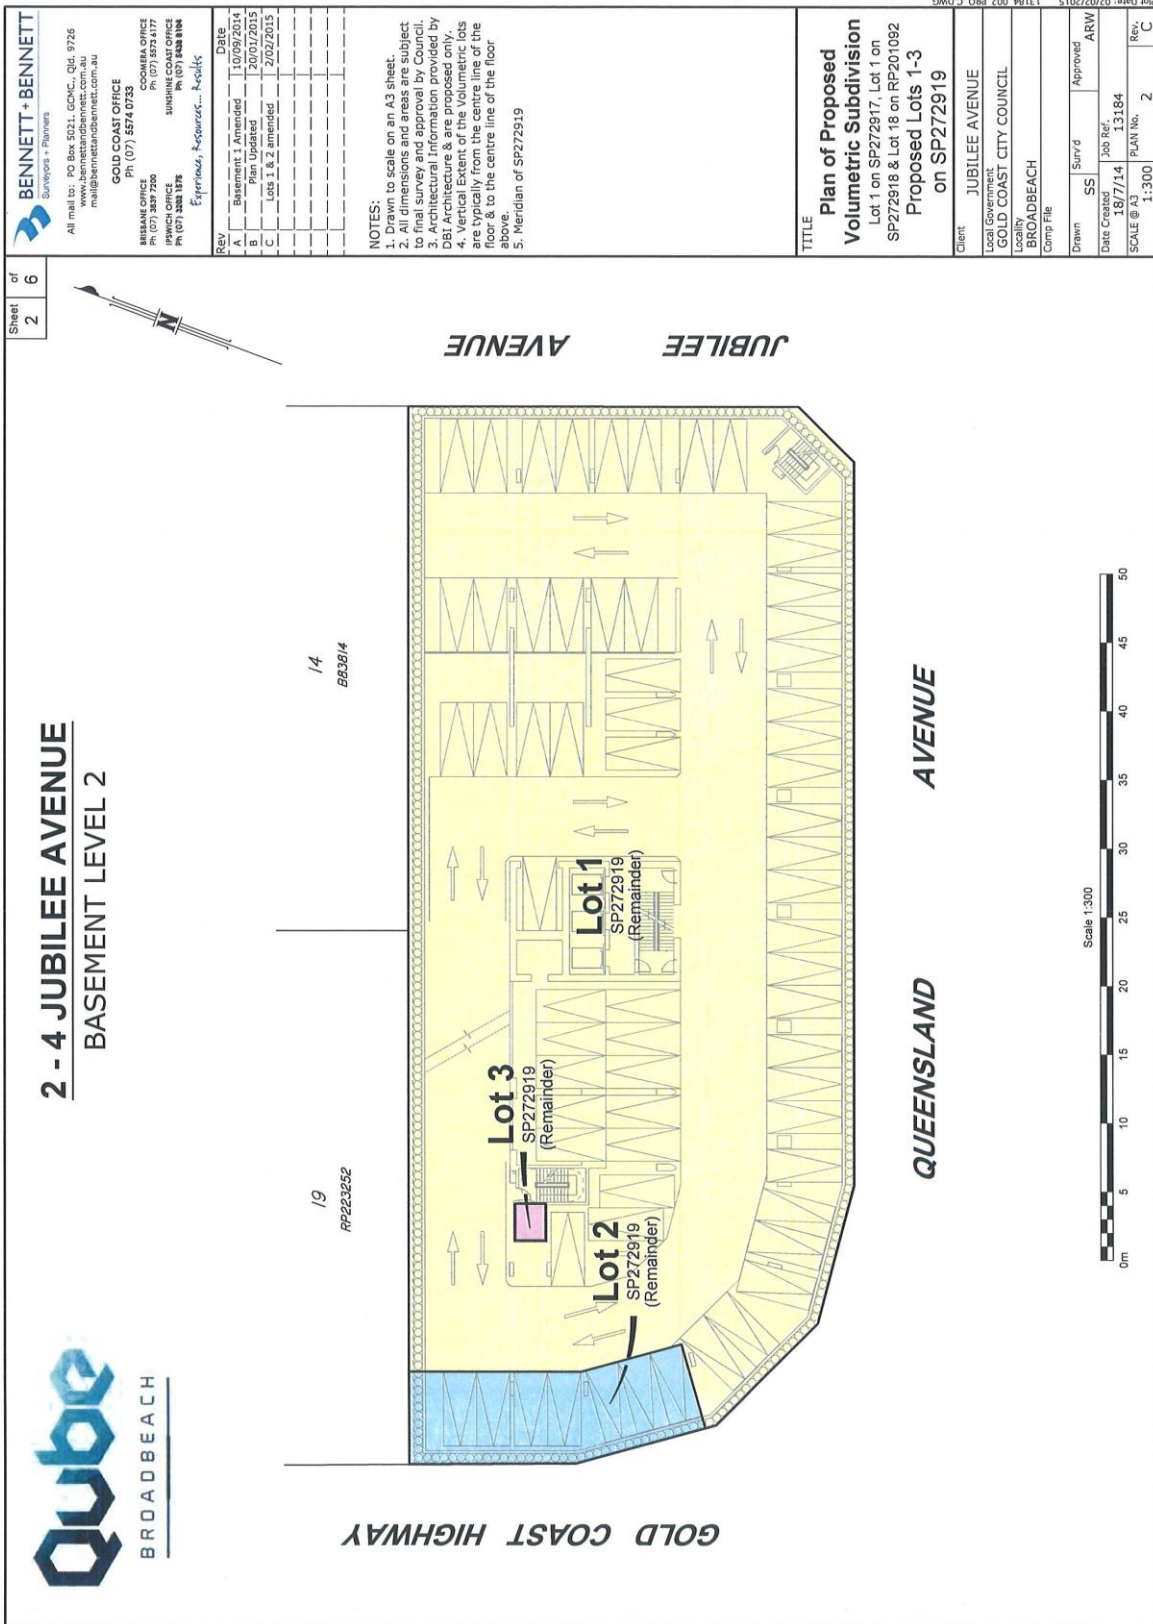 Qube
BROADBEACH
2 - 4 JUBILEE AVENUE
BASEMENT LEVEL 2
Sheet
of
2
6
N
19
RP223252
14
B83814
GOLD COAST HIGHWAY
JUBILEE AVENUE
Lot 3
SP272919
(Remainder)
Lot 1
SP272919
(Remainder)
Lot 2
SP272919
(Remainder)
QUEENSLAND AVENUE
Scale 1:300
0m 5 10 15 20 25 30 35 40 45 50
BENNETT + BENNETT
Surveyors + Planners
All mail to: PO Box 5021, GCMC., Qld. 9726
www.bennettandbennett.com.au
mail@bennettandbennett.com.au
GOLD COAST OFFICE
Ph (07) 5574 0733
BRISBANE OFFICE
COOMERA OFFICE
Ph (07) 5573 6177
IPSWICH OFFICE
SUNSHINE COAST OFFICE
Experience, Resources... Results
Rev
Date
A Basement 1 Amended 10/09/2014
B Plan Updated 20/01/2015
C Lots 1 & 2 amended 2/02/2015
NOTES:
1. Drawn to scale on an A3 sheet.
2. All dimensions and areas are subject
to final survey and approval by Council.
3. Architectural Information provided by
DBI Architecture & are proposed only.
4. Vertical Extent of the Volumetric lots
are typically from the centre line of the
floor & to the centre line of the floor
above.
5. Meridian of SP272919
TITLE
Plan of Proposed
Volumetric Subdivision
Lot 1 on SP272917, Lot 1 on
SP272918 & Lot 18 on RP201092
Proposed Lots 1-3
on SP272919
Client
JUBILEE AVENUE
Local Government
GOLD COAST CITY COUNCIL
Locality
BROADBEACH
Comp File
Drawn
SS
Surv'd
Approved
ARW
Date Created
18/7/14
Job Ref.
13184
SCALE @ A3
1:300
PLAN No.
2
Rev.
C